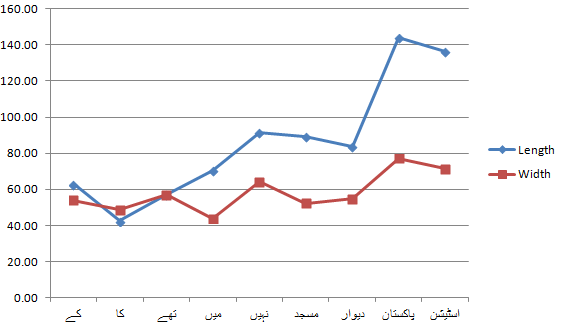 160.00
140.00
120.00
100.00
80.00
60.00
40.00
20.00
0.00
کے
کا
تھے
میں
نہیں
مسجد
دیوار
پاکستان
اسٹیشن
Length
Width